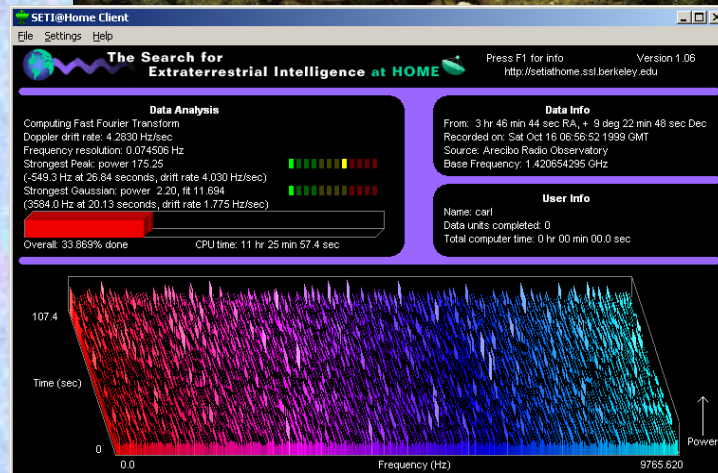 SETI@Home Client
File Settings Help
The Search for
Extraterrestrial Intelligence at HOME
Press F1 for info Version 1.06
http://setiathome.ssl.berkeley.edu
Data Analysis
Computing Fast Fourier Transform
Doppler drift rate: 4.2830 Hz/sec
Frequency resolution: 0.074506 Hz
Strongest Peak: power 175.25
(-549.3 Hz at 26.84 seconds, drift rate 4.030 Hz/sec)
Strongest Gaussian: power 2.20, fit 11.694
(3584.0 Hz at 20.13 seconds, drift rate 1.775 Hz/sec)
Overall: 33.869% done CPU time: 11 hr 25 min 57.4 sec
Data Info
From: 3 hr 46 min 44 sec RA, + 9 deg 22 min 48 sec Dec
Recorded on: Sat Oct 16 06:56:52 1999 GMT
Source: Arecibo Radio Observatory
Base Frequency: 1.420654295 GHz
User Info
Name: carl
Data units completed: 0
Total computer time: 0 hr 00 min 00.0 sec
107.4
Time (sec)
0
Power
0.0 Frequency (Hz) 9765.620